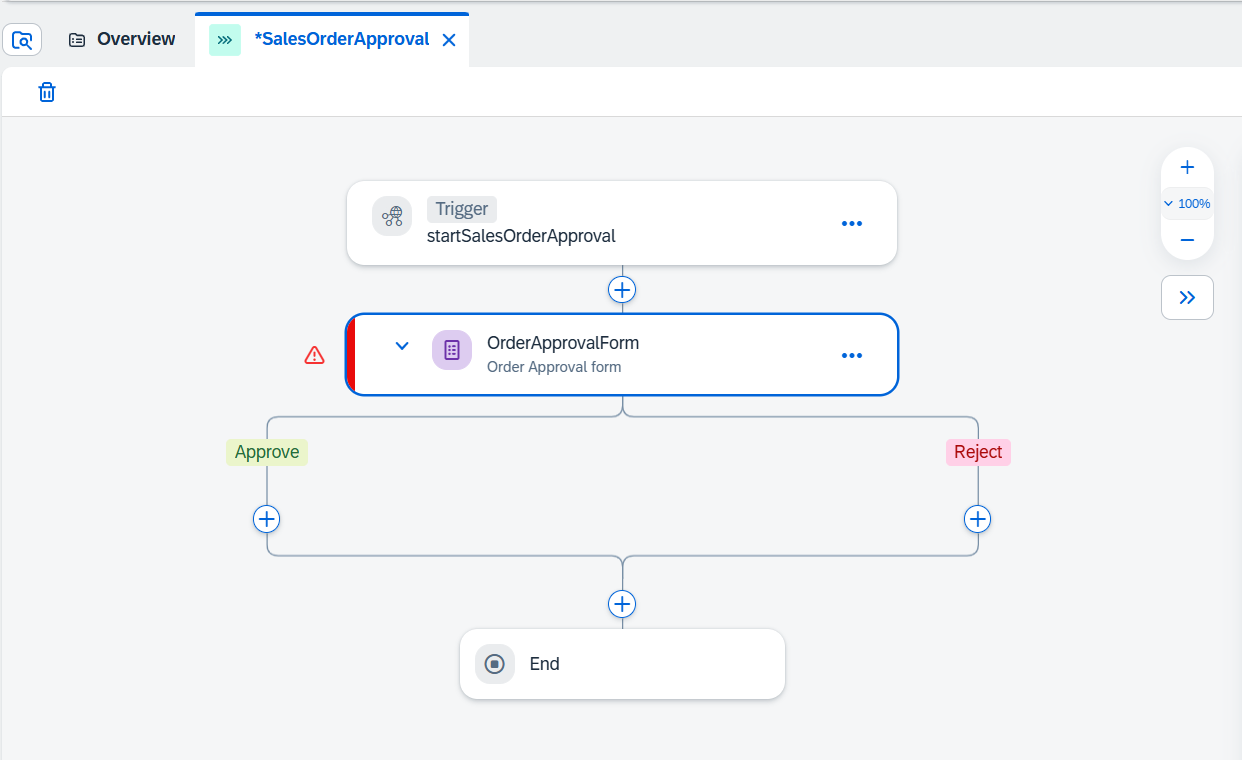 Overview
*SalesOrderApproval
Trigger
startSalesOrderApproval
100%
OrderApprovalForm
Order Approval form
Approve
Reject
End